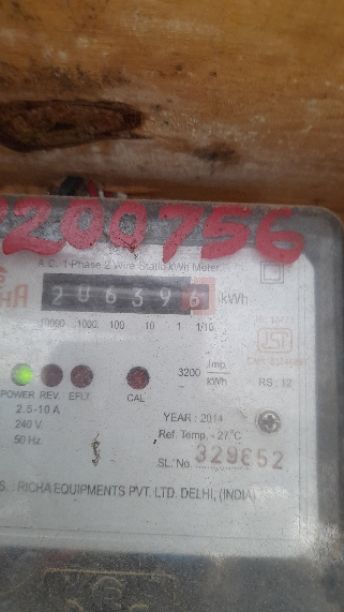 200756
A.C. 1-Phase 2 Wire Static kWh Meter
206396 kWh
10000 1000 100 10 1 1/10
3200 Imp. kWh
POWER REV. EFLT. CAL
RS : 12
2.5-10 A
240 V.
50 Hz.
YEARː 2014
Ref. Temp. - 27°C
SL. No. 329652
S. : RICHA EQUIPMENTS PVT. LTD. DELHI, (INDIA)